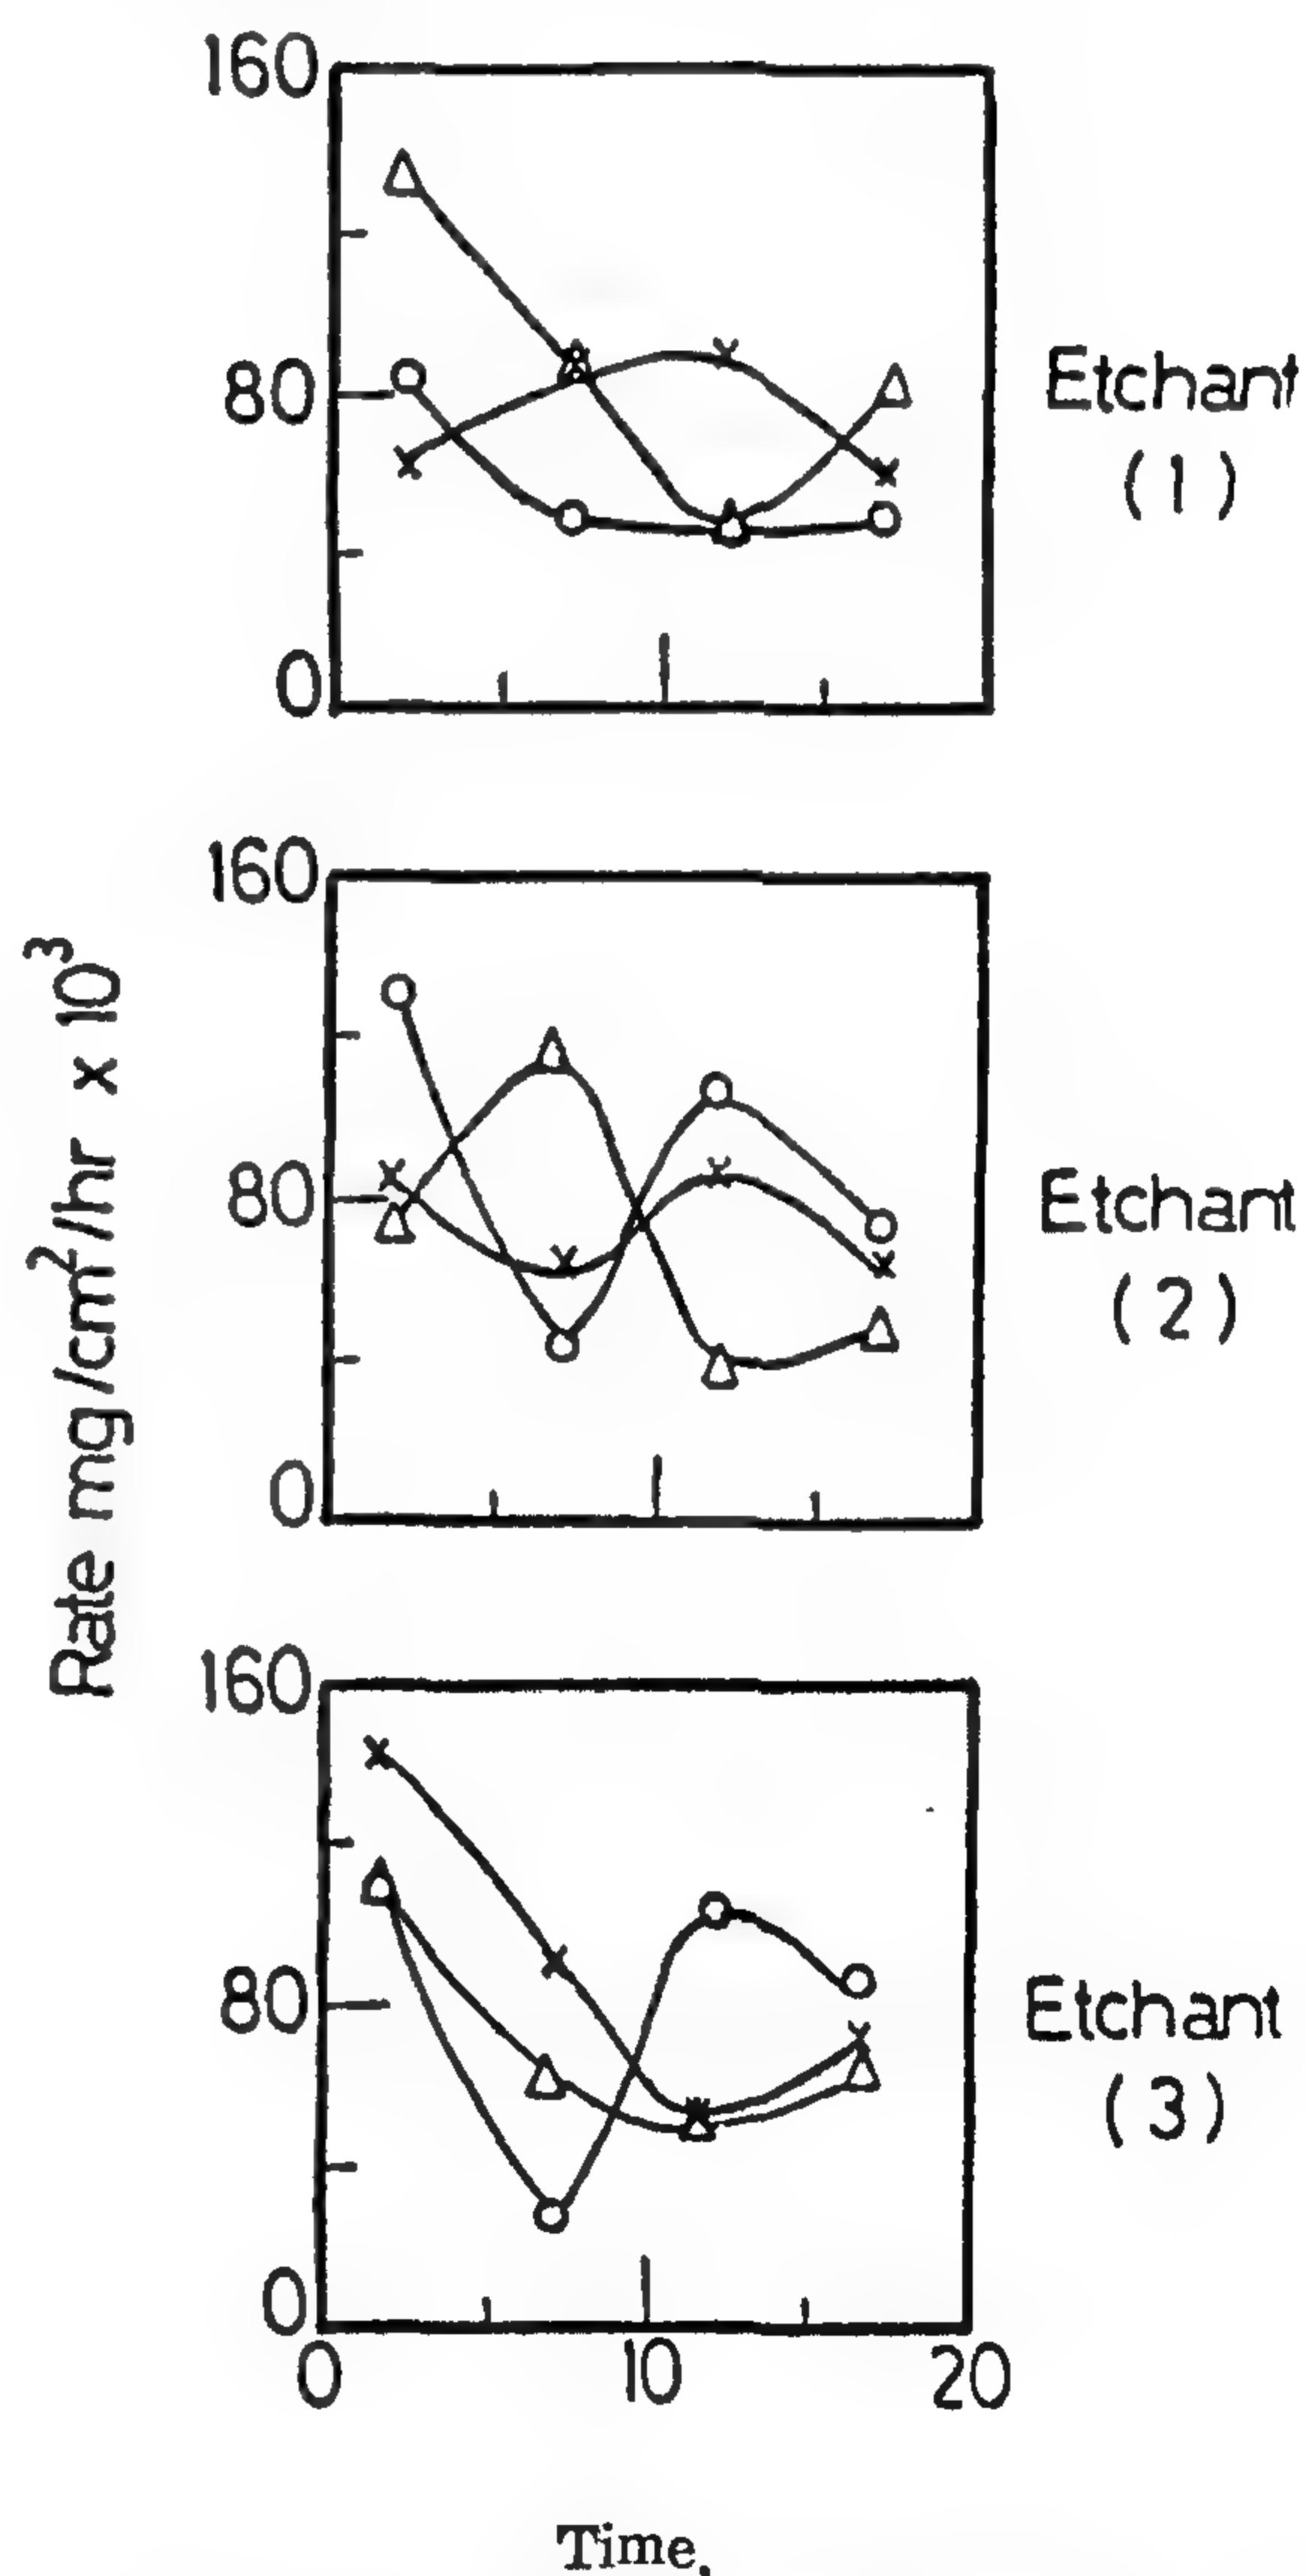 160
80
0
Etchant
(1)
160
80
0
Etchant
(2)
Rate mg/cm²/hr x 10³
160
80
0
Etchant
(3)
0 10 20
Time,